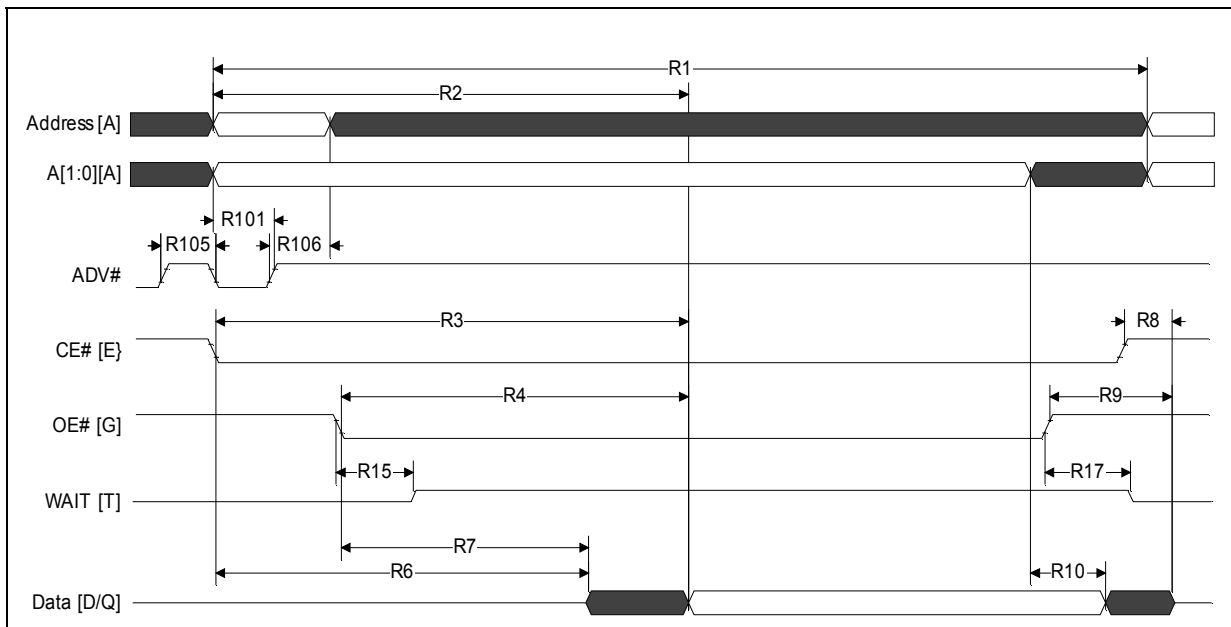 R1
R2
Address [A]
A[1:0][A]
R101
R105
R106
ADV#
R3
R8
CE# [E}
R4
R9
OE# [G]
R15
R17
WAIT [T]
R7
R6
R10
Data [D/Q]